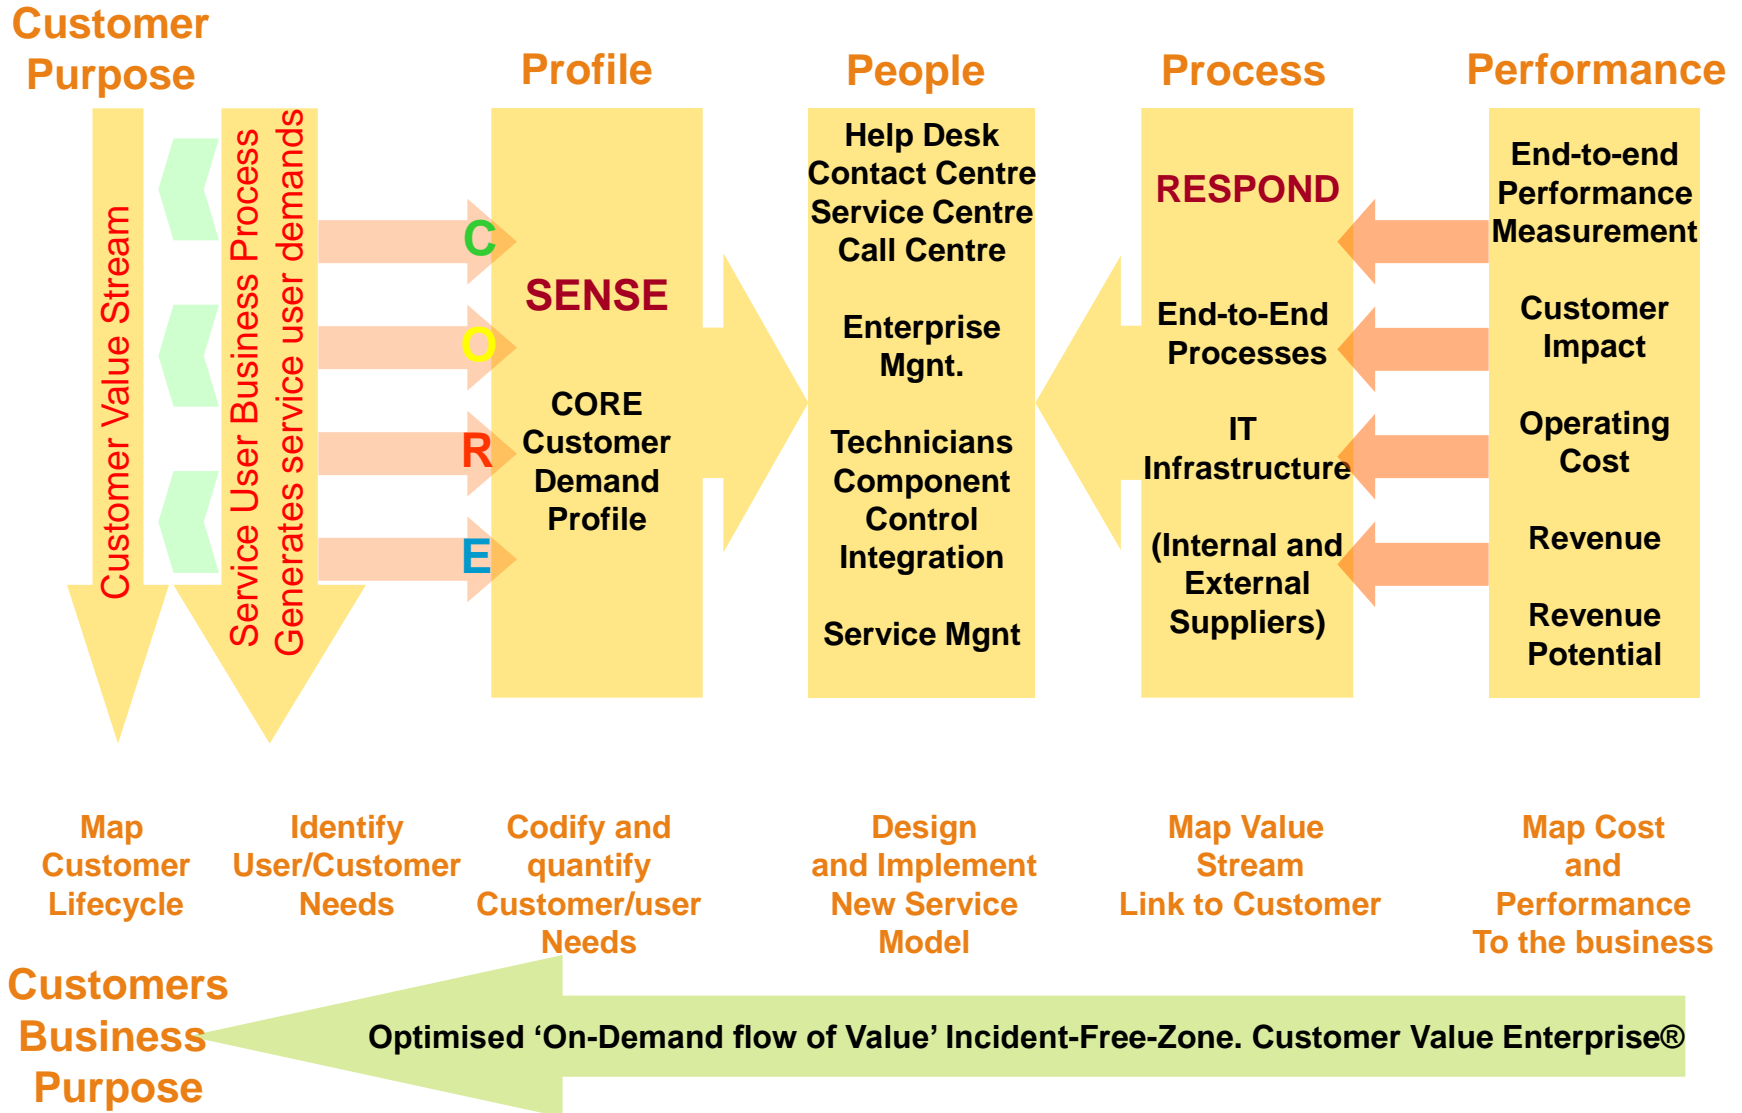 Customer
Purpose
Profile
People
Process
Performance
Customer Value Stream
Service User Business Process
Generates service user demands
C
O
R
E
SENSE
CORE
Customer
Demand
Profile
Help Desk
Contact Centre
Service Centre
Call Centre
Enterprise
Mgnt.
Technicians
Component
Control
Integration
Service Mgnt
RESPOND
End-to-End
Processes
IT
Infrastructure
(Internal and
External
Suppliers)
End-to-end
Performance
Measurement
Customer
Impact
Operating
Cost
Revenue
Revenue
Potential
Map
Customer
Lifecycle
Identify
User/Customer
Needs
Codify and
quantify
Customer/user
Needs
Design
and Implement
New Service
Model
Map Value
Stream
Link to Customer
Map Cost
and
Performance
To the business
Customers
Business
Purpose
Optimised ‘On-Demand flow of Value’ Incident-Free-Zone. Customer Value Enterprise®